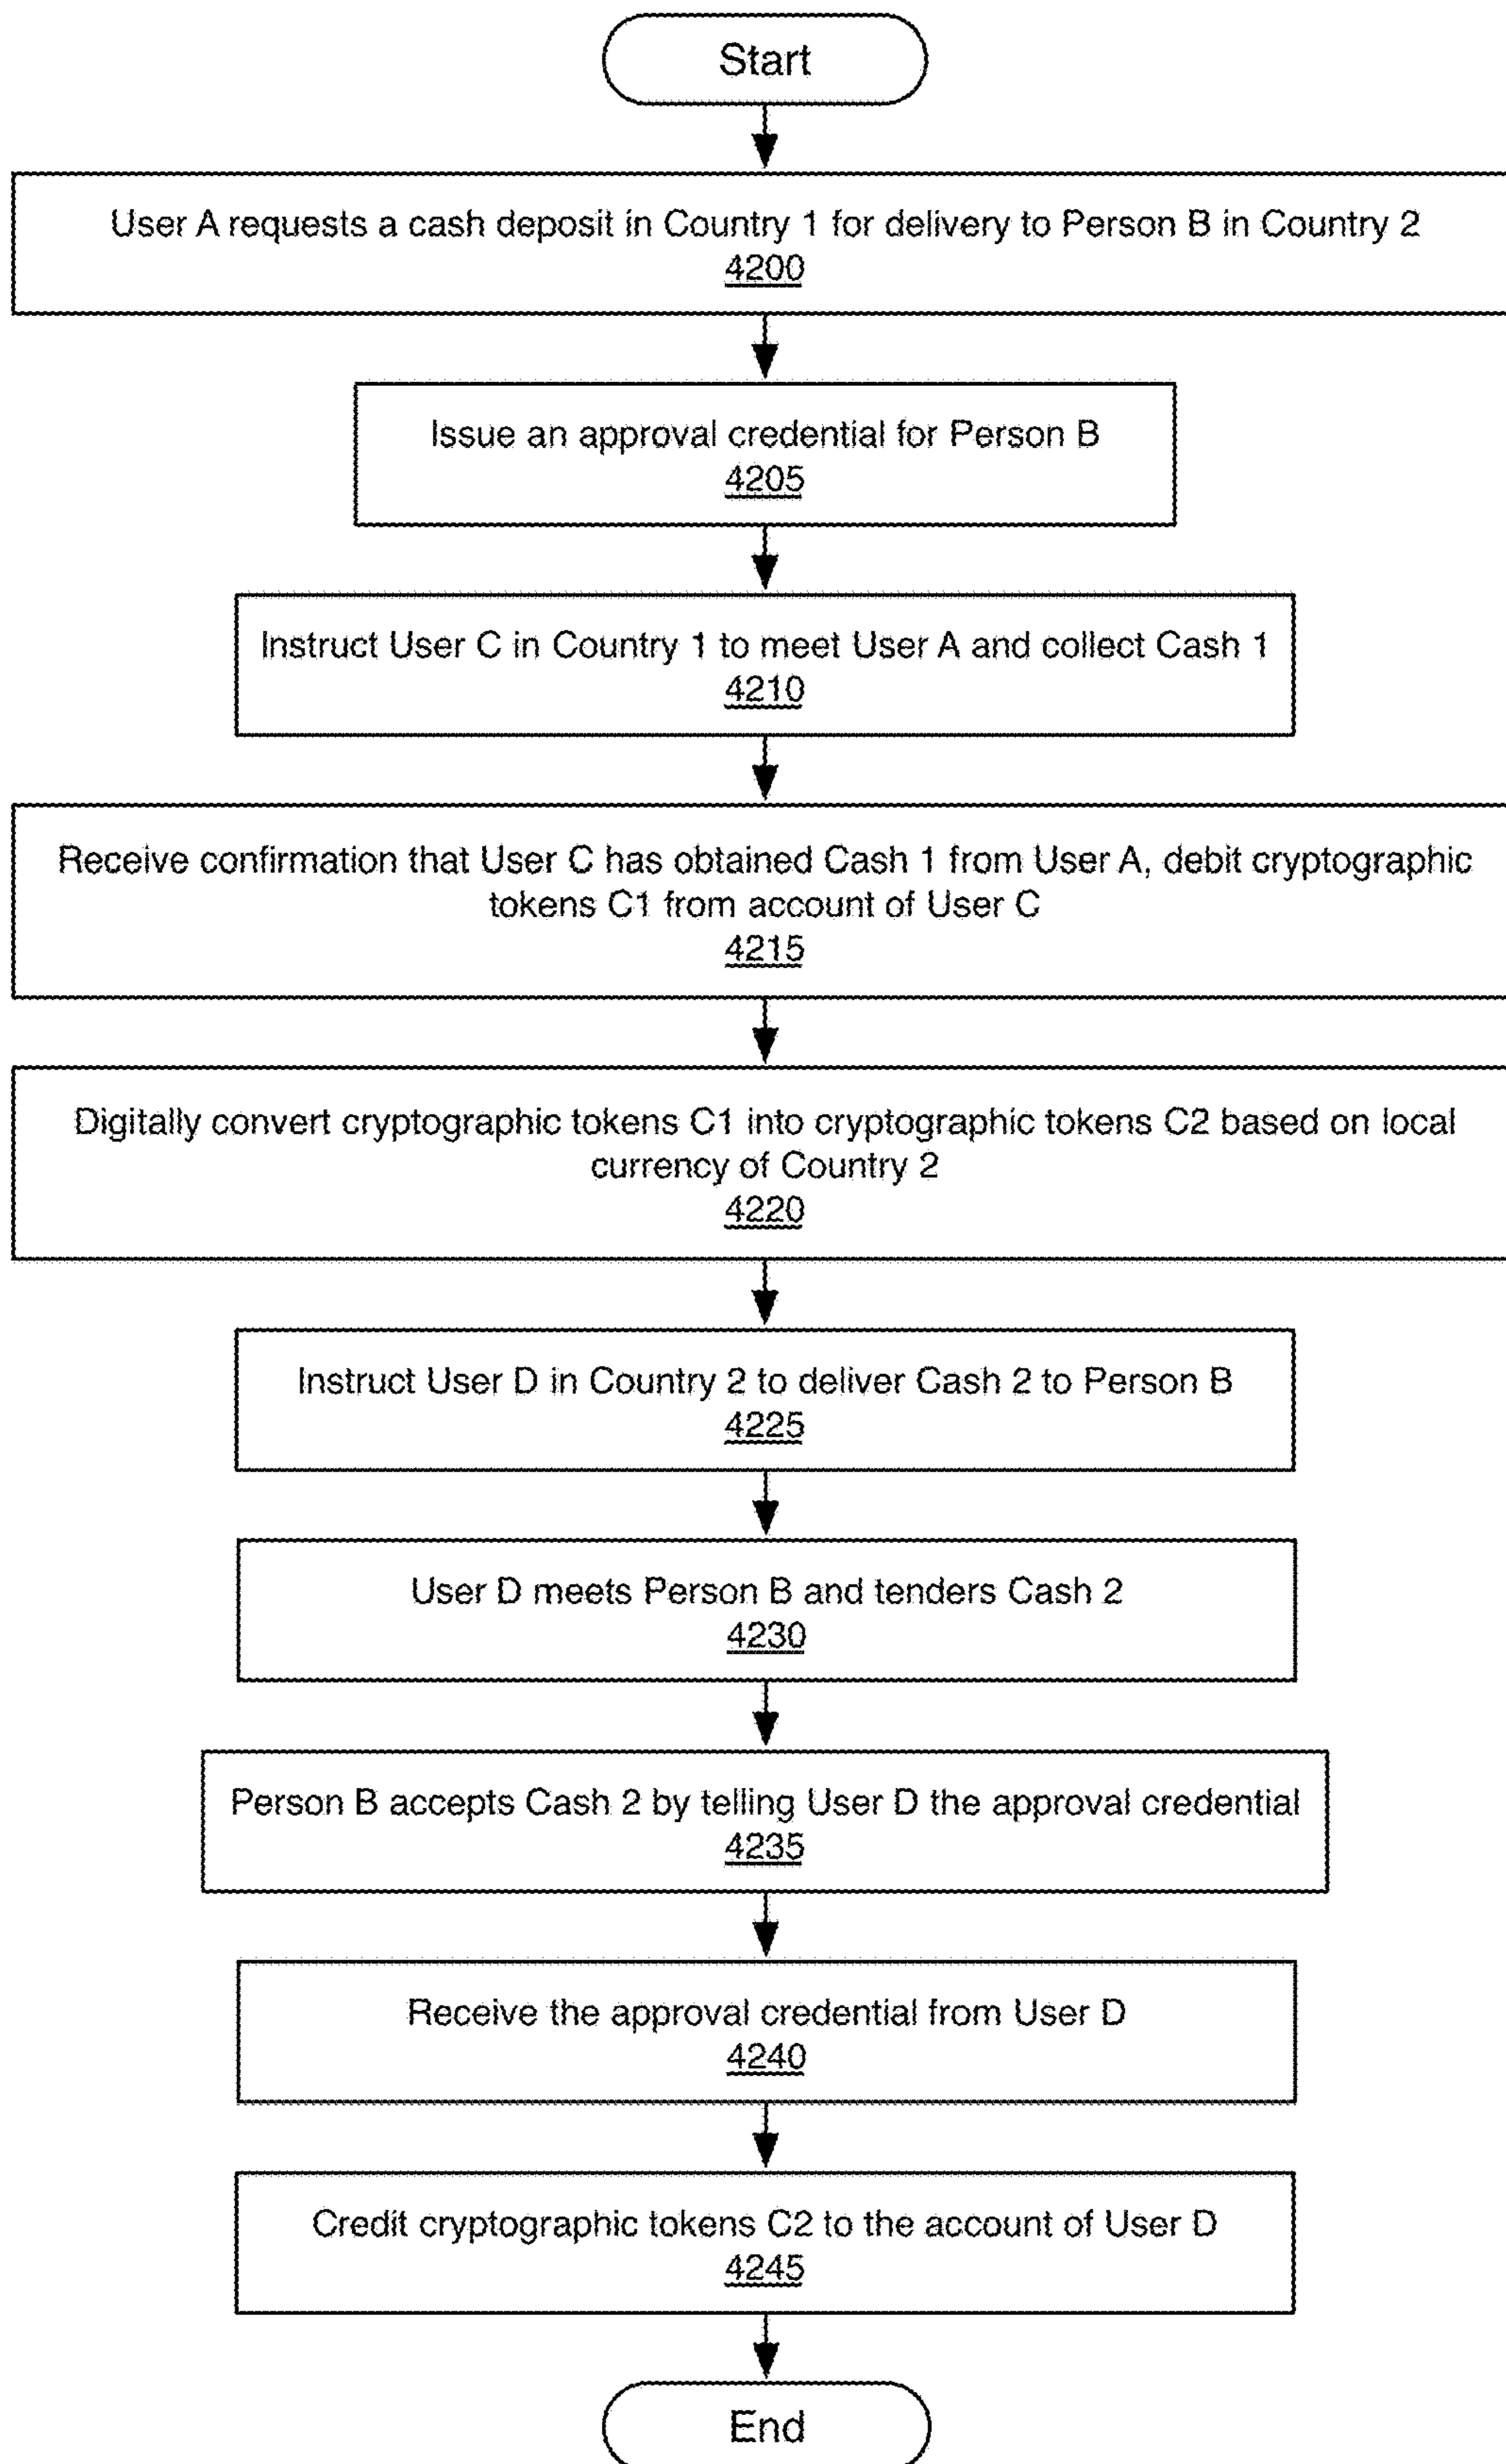 Start
User A requests a cash deposit in Country 1 for delivery to Person B in Country 2
4200
Issue an approval credential for Person B
4205
Instruct User C in Country 1 to meet User A and collect Cash 1
4210
Receive confirmation that User C has obtained Cash 1 from User A, debit cryptographic
tokens C1 from account of User C
4215
Digitally convert cryptographic tokens C1 into cryptographic tokens C2 based on local
currency of Country 2
4220
Instruct User D in Country 2 to deliver Cash 2 to Person B
4225
User D meets Person B and tenders Cash 2
4230
Person B accepts Cash 2 by telling User D the approval credential
4235
Receive the approval credential from User D
4240
Credit cryptographic tokens C2 to the account of User D
4245
End